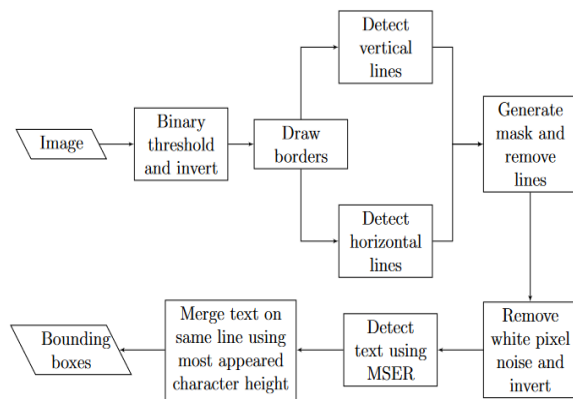 Image
Binary
threshold
and invert
Draw
borders
Detect
vertical
lines
Detect
horizontal
lines
Generate
mask and
remove
lines
Remove
white pixel
noise and
invert
Detect
text using
MSER
Merge text on
same line using
most appeared
character height
Bounding
boxes